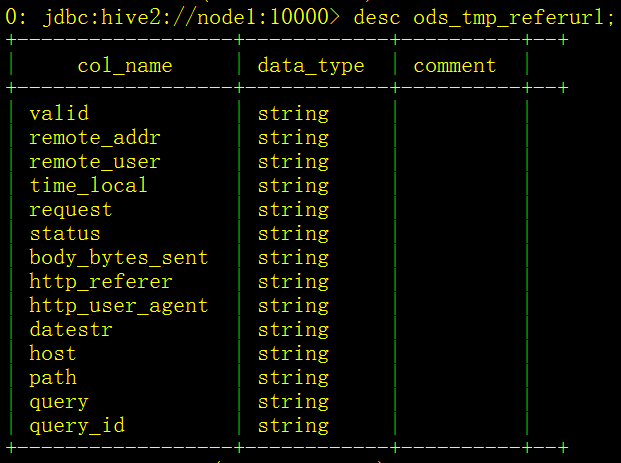 0: jdbc:hive2://node1:10000> desc ods_tmp_referurl;
+-------------------+------------+----------+--+
| col_name | data_type | comment |
+-------------------+------------+----------+--+
| valid | string | |
| remote_addr | string | |
| remote_user | string | |
| time_local | string | |
| request | string | |
| status | string | |
| body_bytes_sent | string | |
| http_referer | string | |
| http_user_agent | string | |
| datestr | string | |
| host | string | |
| path | string | |
| query | string | |
| query_id | string | |
+-------------------+------------+----------+--+